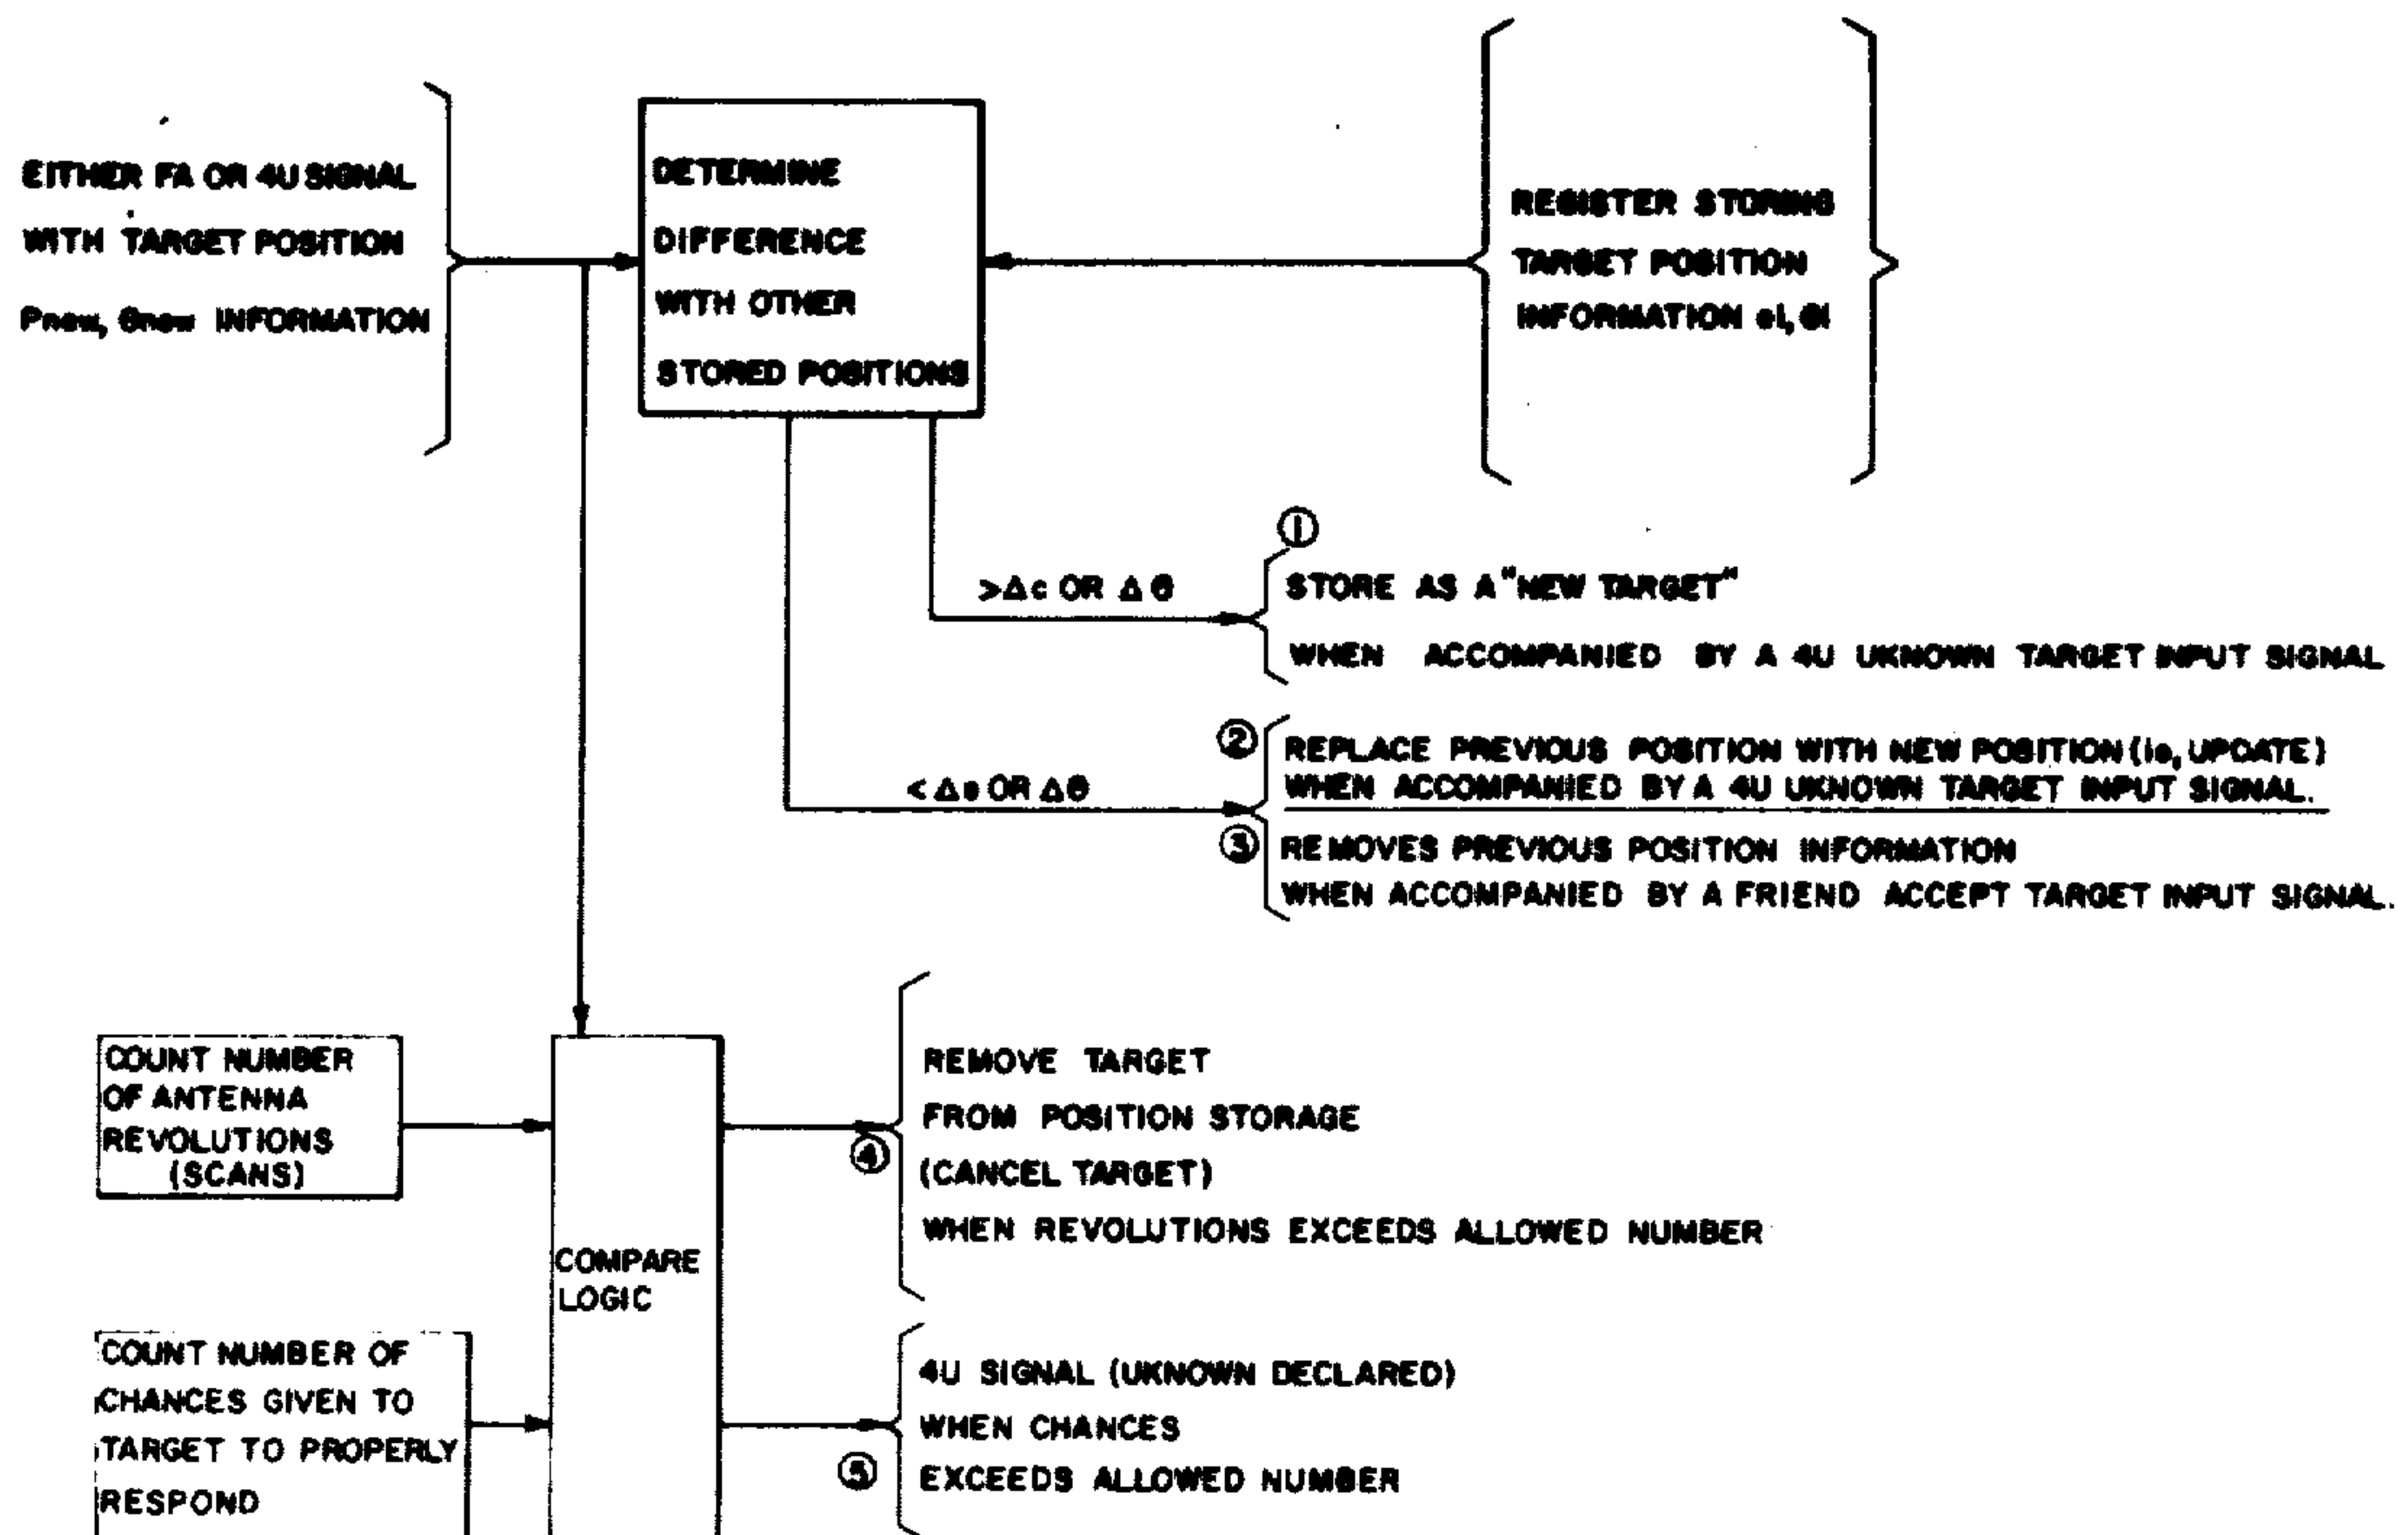 EITHER FA OR 4U SIGNAL
WITH TARGET POSITION
Pnew, θnew INFORMATION
DETERMINE
DIFFERENCE
WITH OTHER
STORED POSITIONS
REGISTER STORING
TARGET POSITION
INFORMATION
①
>Δc OR Δθ
STORE AS A "NEW TARGET"
WHEN ACCOMPANIED BY A 4U UKNOWN TARGET INPUT SIGNAL
②
REPLACE PREVIOUS POSITION WITH NEW POSITION (ie, UPDATE)
WHEN ACCOMPANIED BY A 4U UKNOWN TARGET INPUT SIGNAL.
<Δe OR Δθ
③
REMOVES PREVIOUS POSITION INFORMATION
WHEN ACCOMPANIED BY A FRIEND ACCEPT TARGET INPUT SIGNAL.
COUNT NUMBER
OF ANTENNA
REVOLUTIONS
(SCANS)
COMPARE
LOGIC
REMOVE TARGET
FROM POSITION STORAGE
④
(CANCEL TARGET)
WHEN REVOLUTIONS EXCEEDS ALLOWED NUMBER
COUNT NUMBER OF
CHANCES GIVEN TO
TARGET TO PROPERLY
RESPOND
4U SIGNAL (UKNOWN DECLARED)
WHEN CHANCES
⑤
EXCEEDS ALLOWED NUMBER